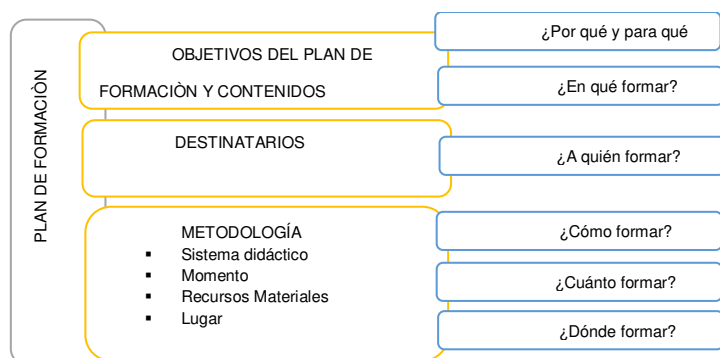 PLAN DE FORMACIÒN
OBJETIVOS DEL PLAN DE
FORMACIÒN Y CONTENIDOS
¿Por qué y para qué
¿En qué formar?
DESTINATARIOS
¿A quién formar?
METODOLOGÍA
▪ Sistema didáctico
▪ Momento
▪ Recursos Materiales
▪ Lugar
¿Cómo formar?
¿Cuánto formar?
¿Dónde formar?